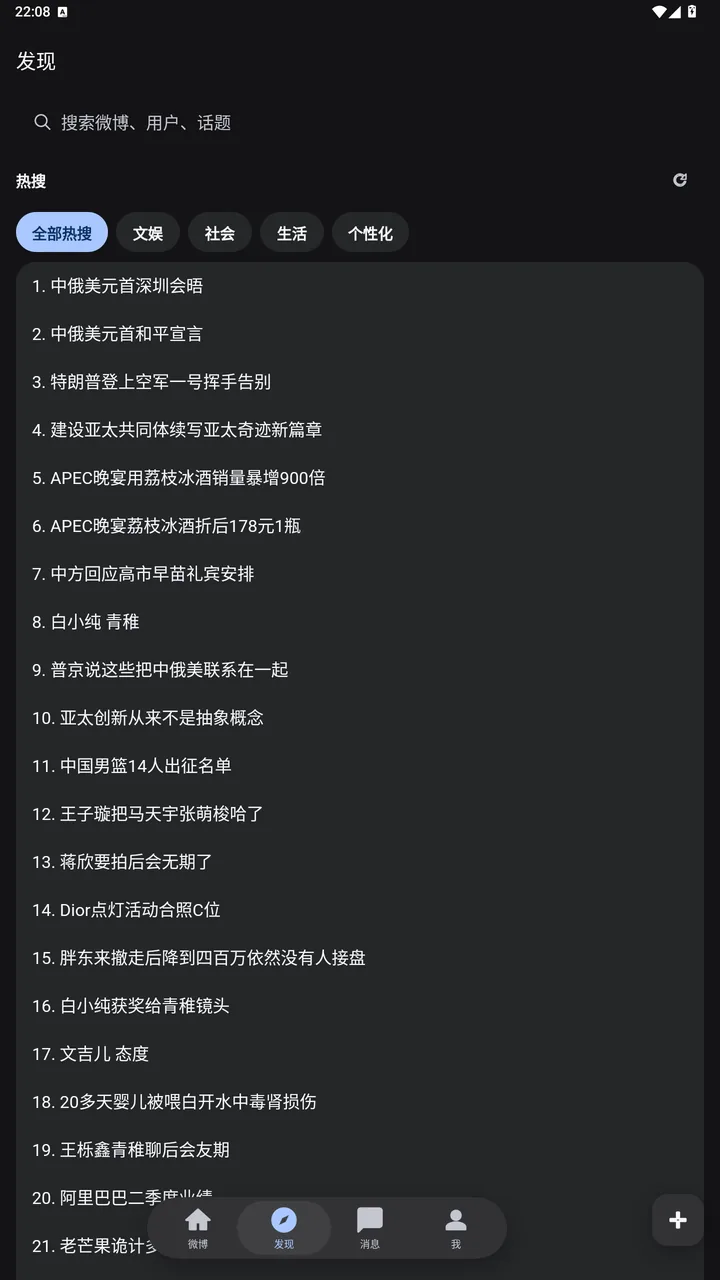 22:08
发现
搜索微博、用户、话题
热搜
全部热搜 文娱 社会 生活 个性化
1. 中俄美元首深圳会晤
2. 中俄美元首和平宣言
3. 特朗普登上空军一号挥手告别
4. 建设亚太共同体续写亚太奇迹新篇章
5. APEC晚宴用荔枝冰酒销量暴增900倍
6. APEC晚宴荔枝冰酒折后178元1瓶
7. 中方回应高市早苗礼宾安排
8. 白小纯 青稚
9. 普京说这些把中俄美联系在一起
10. 亚太创新从来不是抽象概念
11. 中国男篮14人出征名单
12. 王子璇把马天宇张萌梭哈了
13. 蒋欣要拍后会无期了
14. Dior点灯活动合照C位
15. 胖东来撤走后降到四百万依然没有人接盘
16. 白小纯获奖给青稚镜头
17. 文吉儿 态度
18. 20多天婴儿被喂白开水中毒肾损伤
19. 王栎鑫青稚聊后会友期
20. 阿里巴巴二季度业绩
21. 老芒果诡计多
微博 发现 消息 我